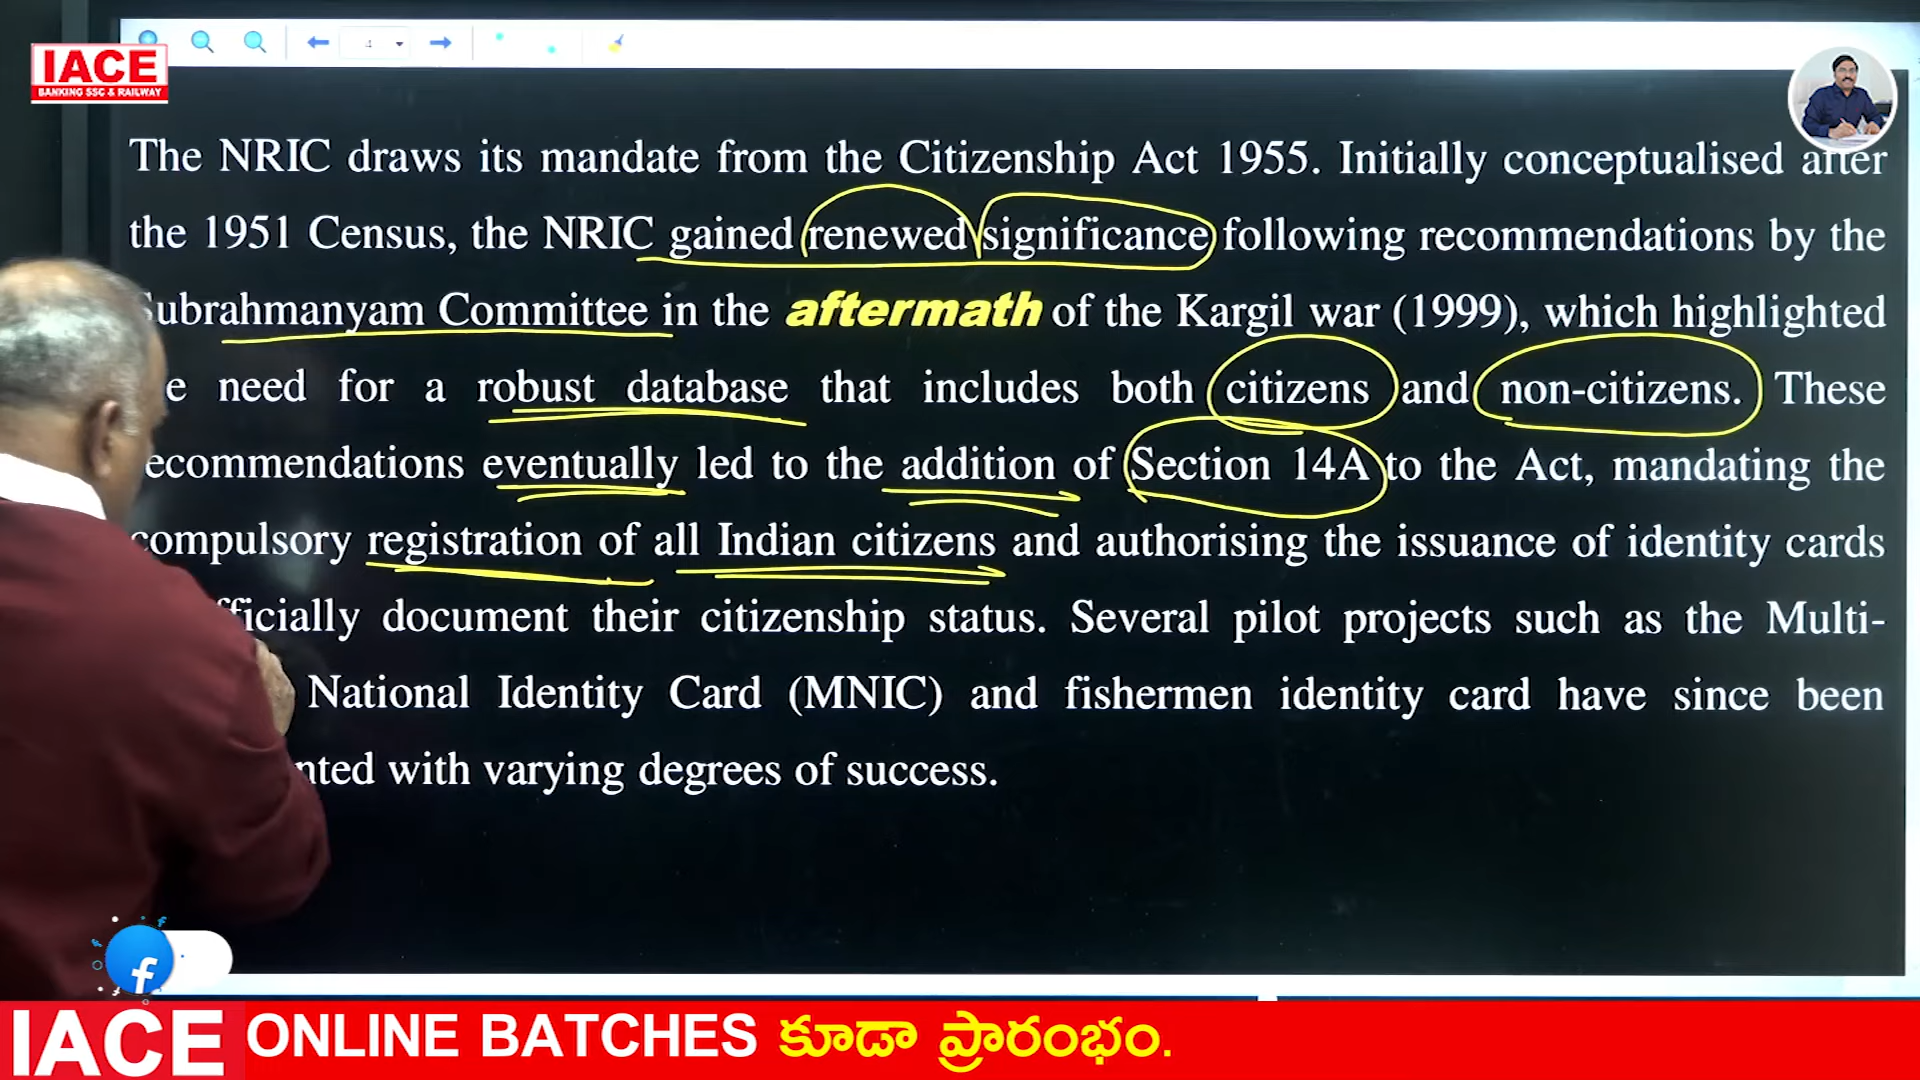 IACE
BANKING SSC & RAILWAY
4
The NRIC draws its mandate from the Citizenship Act 1955. Initially conceptualised after
the 1951 Census, the NRIC gained renewed significance following recommendations by the
Subrahmanyam Committee in the aftermath of the Kargil war (1999), which highlighted
need for a robust database that includes both citizens and non-citizens. These
recommendations eventually led to the addition of Section 14A to the Act, mandating the
compulsory registration of all Indian citizens and authorising the issuance of identity cards
officially document their citizenship status. Several pilot projects such as the Multi-
National Identity Card (MNIC) and fishermen identity card have since been
with varying degrees of success.
f
IACE ONLINE BATCHES కూడా ప్రారంభం.